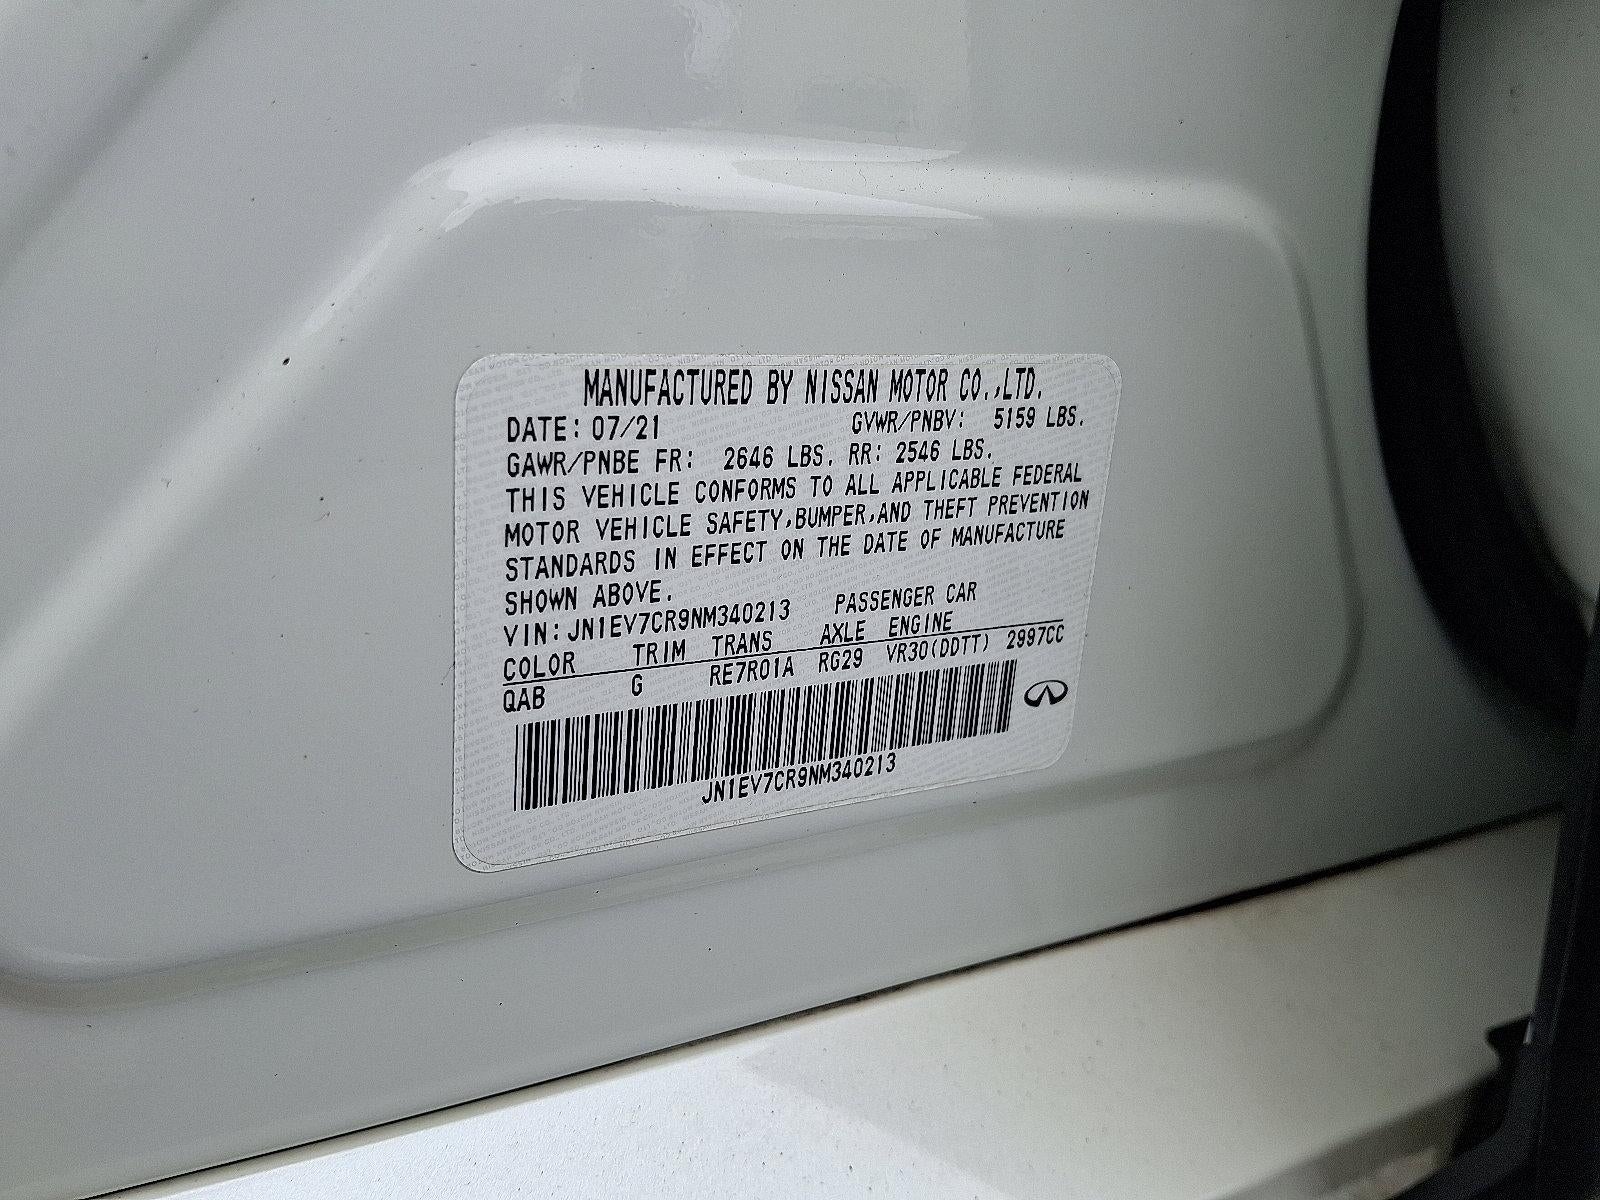 MANUFACTURED BY NISSAN MOTOR CO.,LTD.
DATE: 07/21 GVWR/PNBV: 5159 LBS.
GAWR/PNBE FR: 2646 LBS. RR: 2546 LBS.
THIS VEHICLE CONFORMS TO ALL APPLICABLE FEDERAL
MOTOR VEHICLE SAFETY,BUMPER,AND THEFT PREVENTION
STANDARDS IN EFFECT ON THE DATE OF MANUFACTURE
SHOWN ABOVE.
VIN:JN1EV7CR9NM340213 PASSENGER CAR
COLOR TRIM TRANS AXLE ENGINE
QAB G RE7R01A RG29 VR30(DDTT) 2997CC
JN1EV7CR9NM340213